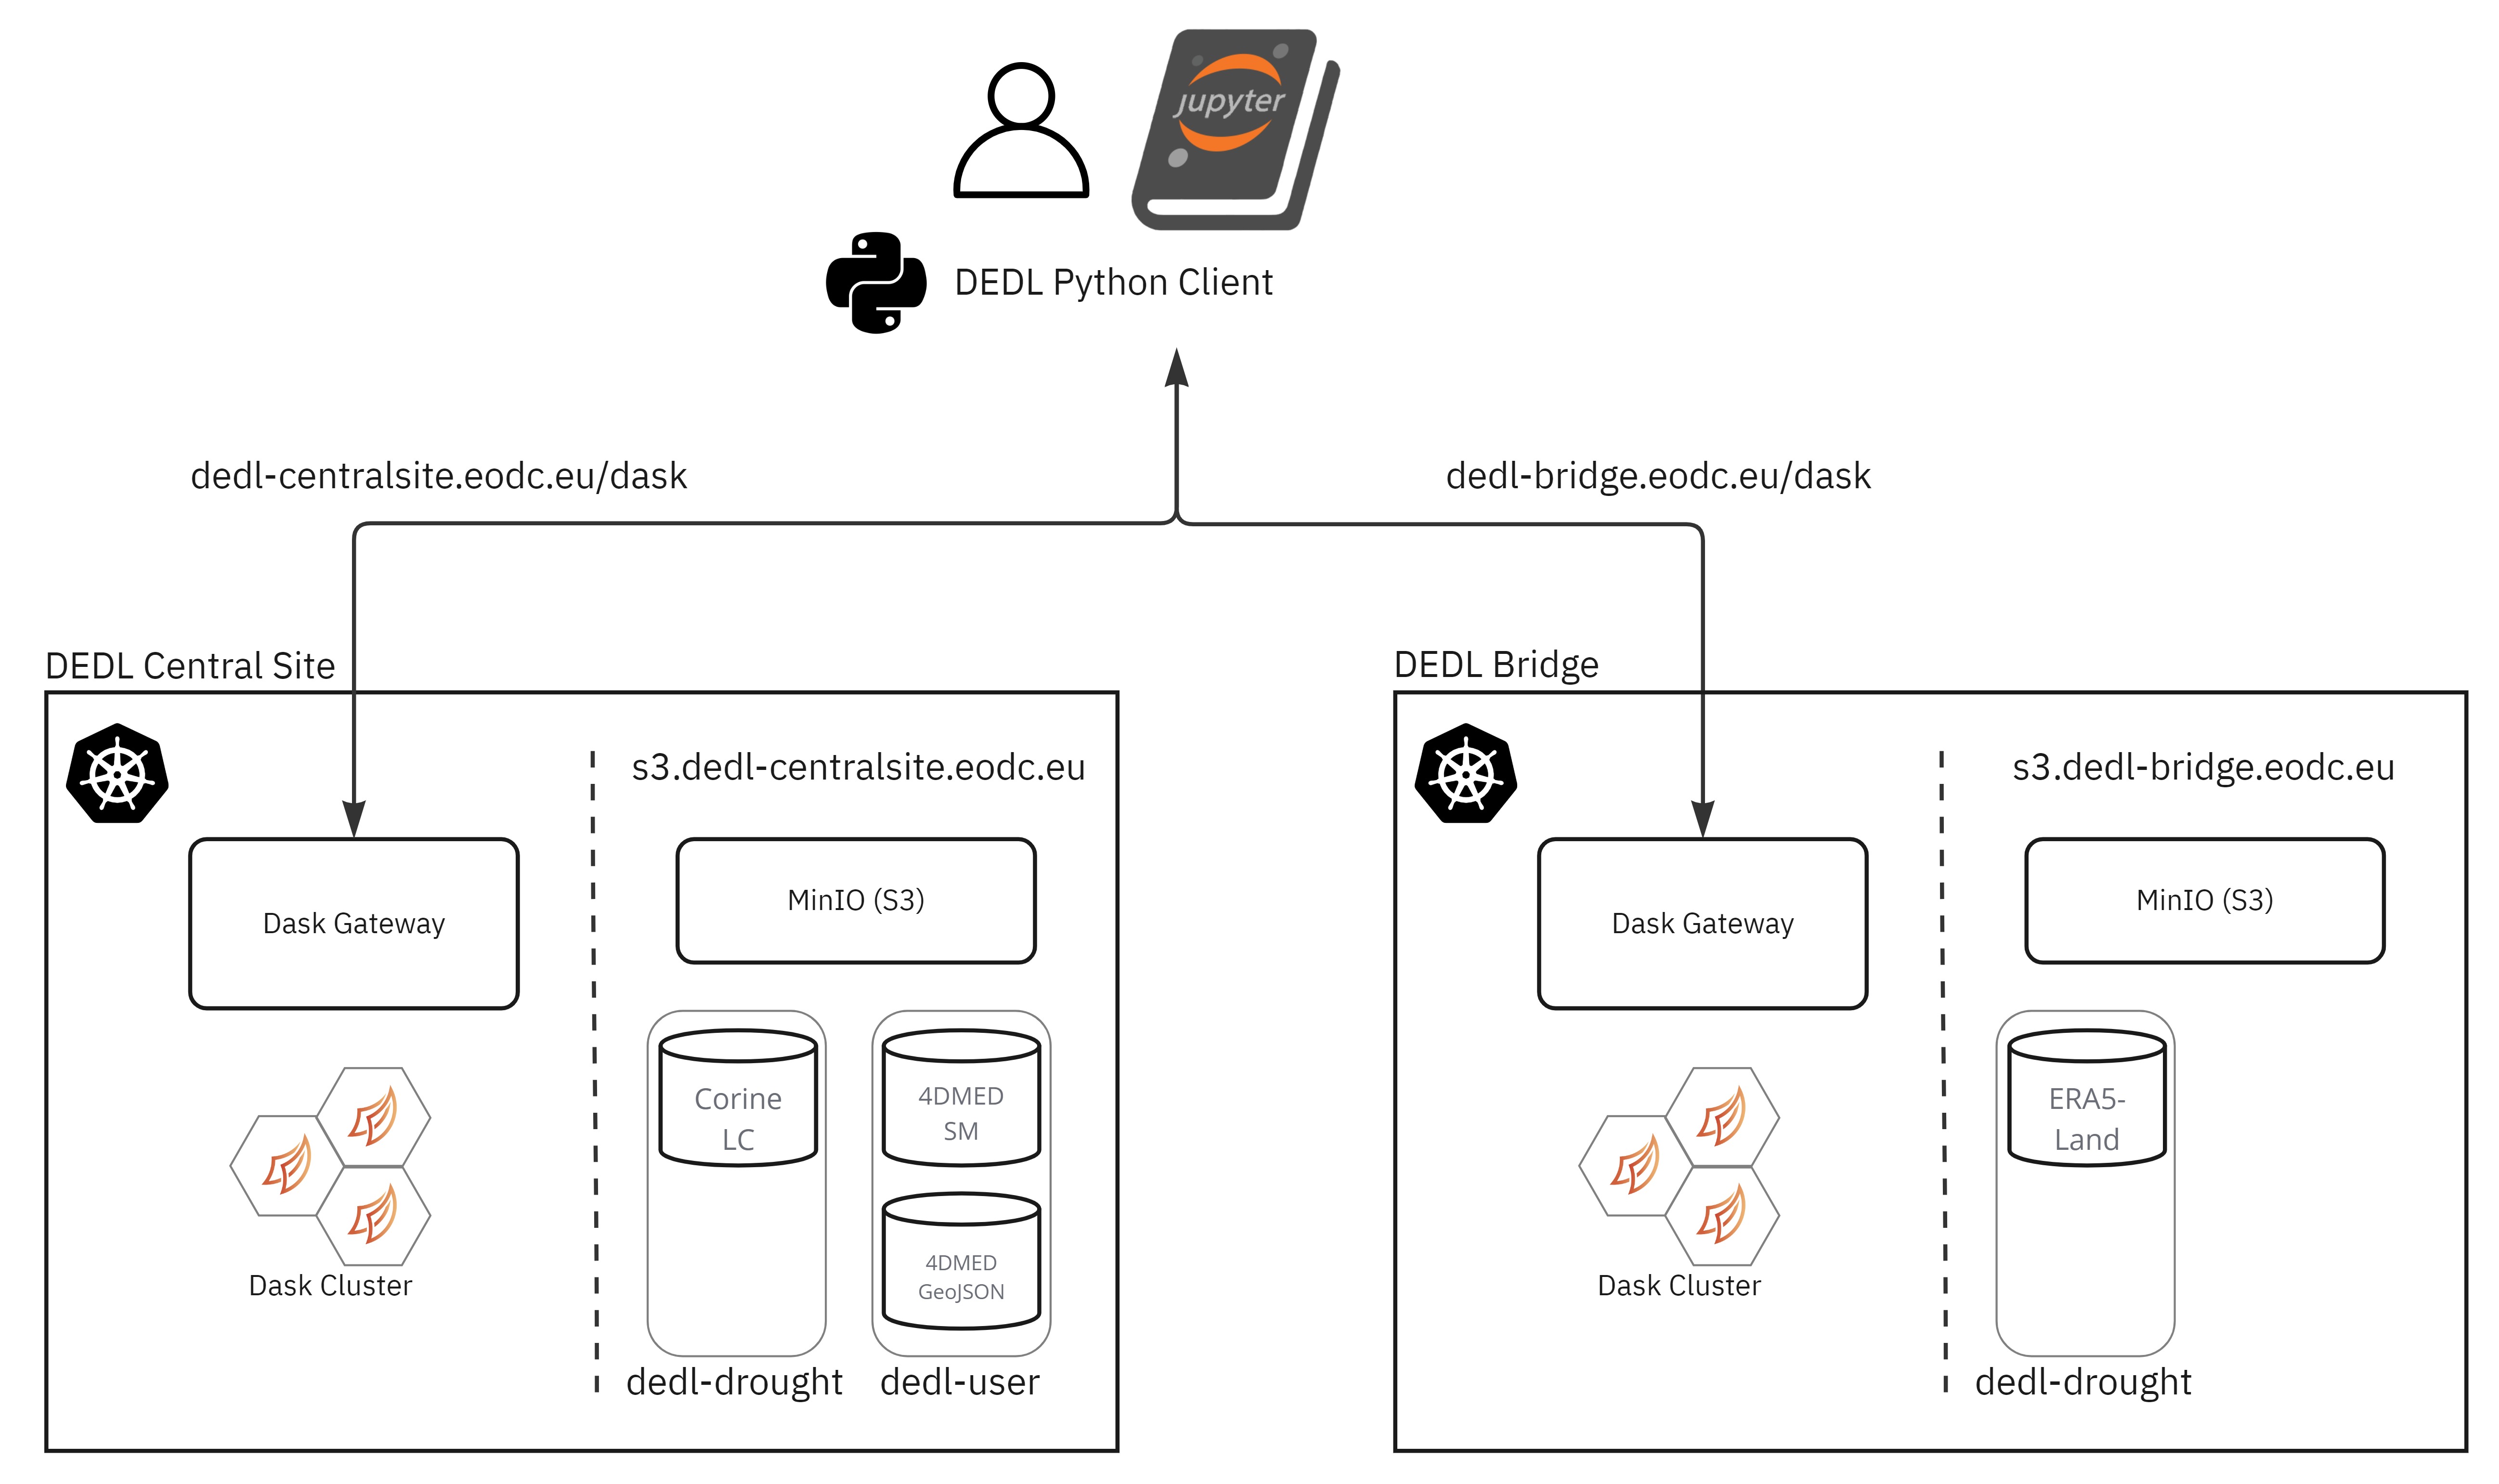 jupyter
DEDL Python Client
dedl-centralsite.eodc.eu/dask
dedl-bridge.eodc.eu/dask
DEDL Central Site
s3.dedl-centralsite.eodc.eu
Dask Gateway
MinIO (S3)
Corine
LC
4DMED
SM
4DMED
GeoJSON
Dask Cluster
dedl-drought
dedl-user
DEDL Bridge
s3.dedl-bridge.eodc.eu
Dask Gateway
MinIO (S3)
ERA5-
Land
Dask Cluster
dedl-drought